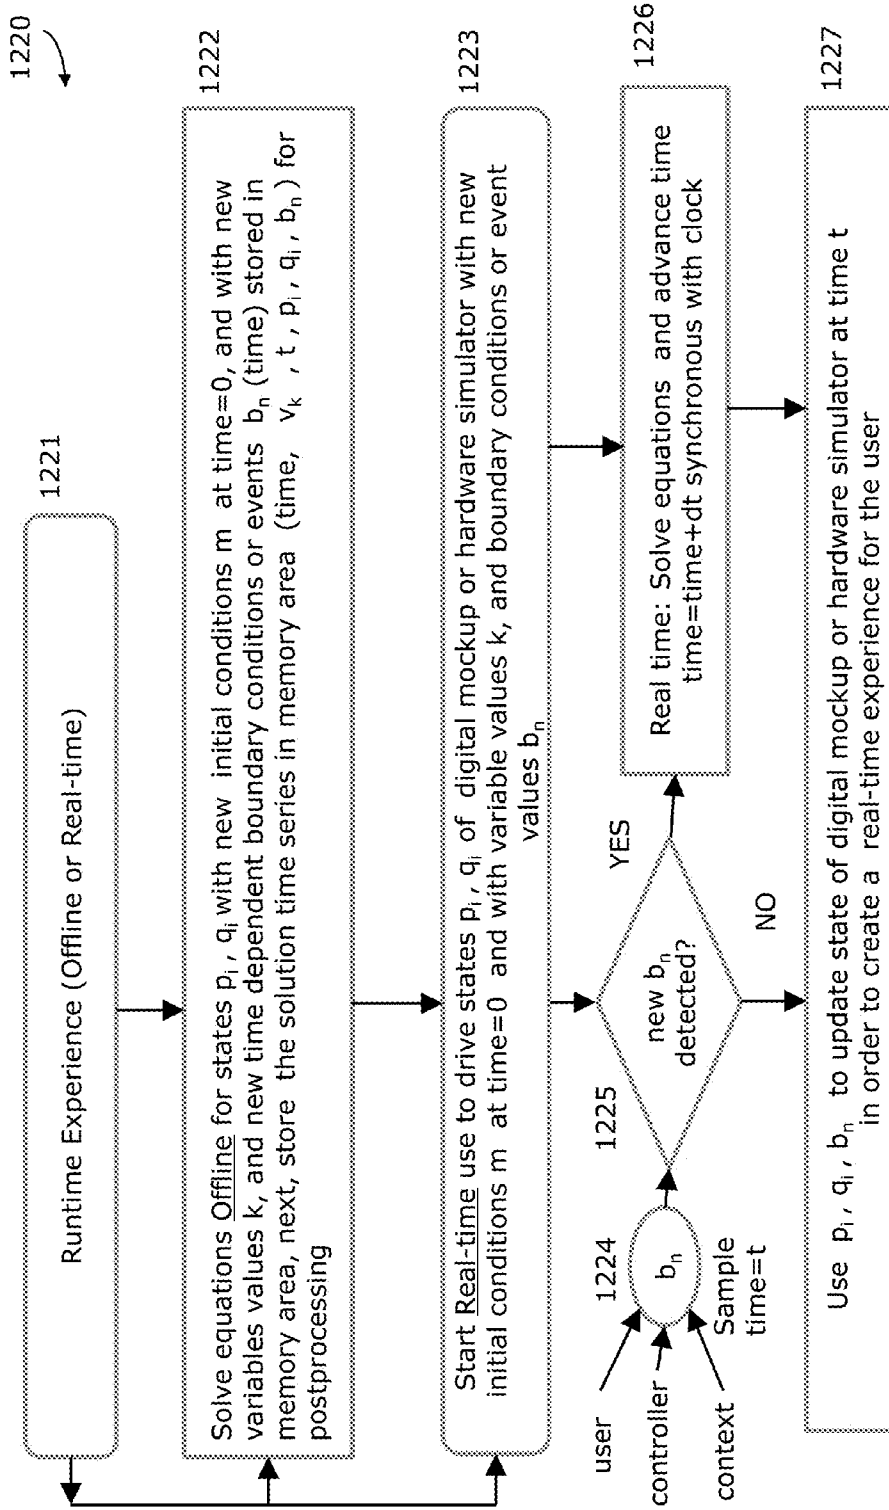 1220
1221
Runtime Experience (Offline or Real-time)
1222
Solve equations Offline for states pi , qi with new initial conditions m at time=0, and with new
variables values k, and new time dependent boundary conditions or events bn (time) stored in
memory area, next, store the solution time series in memory area (time, vk , t , pi , qi , bn ) for
postprocessing
1223
Start Real-time use to drive states pi , qi of digital mockup or hardware simulator with new
initial conditions m at time=0 and with variable values k, and boundary conditions or event
values bn
user
controller
context
1224
bn
Sample
time=t
1225
new bn
detected?
YES
NO
1226
Real time: Solve equations and advance time
time=time+dt synchronous with clock
1227
Use pi , qi , bn to update state of digital mockup or hardware simulator at time t
in order to create a real-time experience for the user